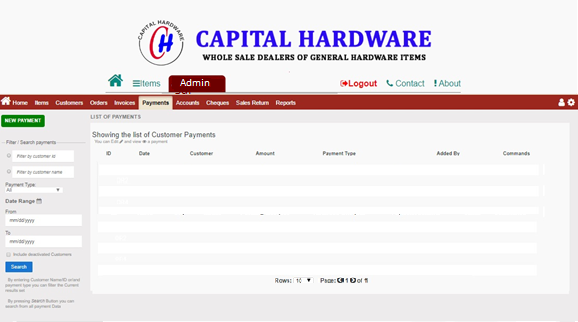 CAPITAL HARDWARE
CH
CAPITAL HARDWARE
WHOLE SALE DEALERS OF GENERAL HARDWARE ITEMS
Items Admin Logout Contact About
Home Items Customers Orders Invoices Payments Accounts Cheques Sales Return Reports
NEW PAYMENT
LIST OF PAYMENTS
Showing the list of Customer Payments
You can Edit and view a payment
ID Date Customer Amount Payment Type Added By Commands
Filter / Search payments
Filter by customer id
Filter by customer name
Payment Type
All
Date Range
From
mm/dd/yyyy
To
mm/dd/yyyy
Include deactivated Customers
Search
By entering Customer Name/ID or/and
payment type you can filter the Current
results set
By pressing Search Button you can
search from all payment Data
Rows: 10 Page: 1 of 1